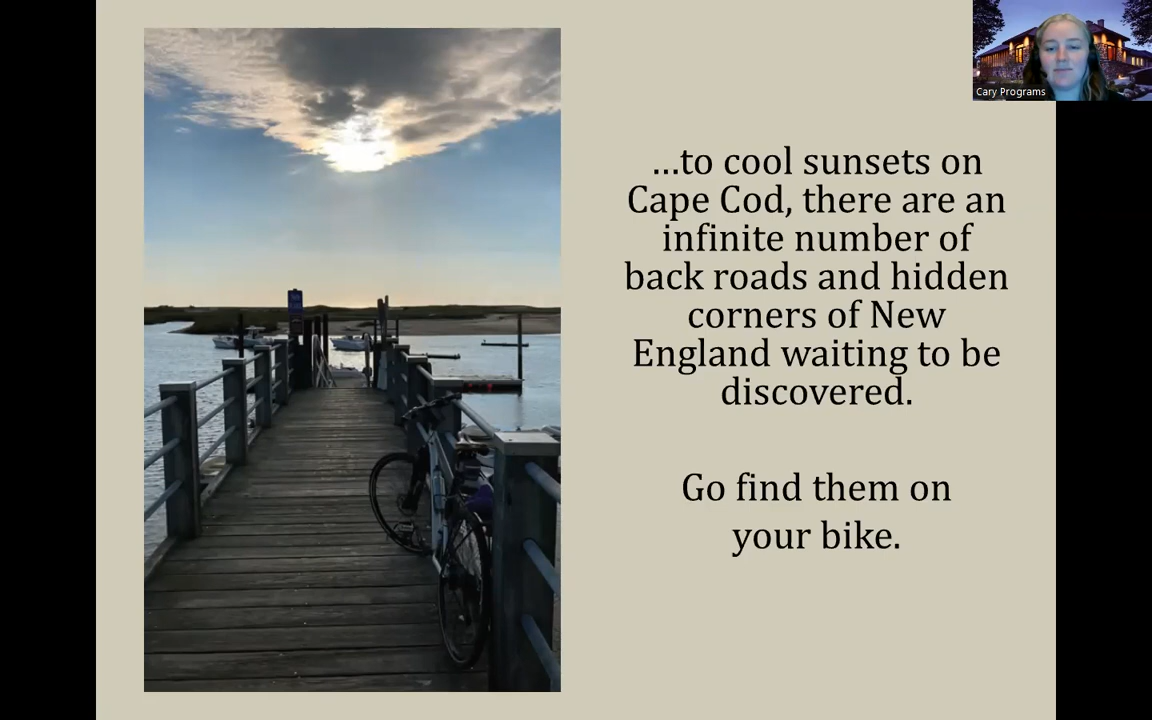 Cary Programs
...to cool sunsets on
Cape Cod, there are an
infinite number of
back roads and hidden
corners of New
England waiting to be
discovered.
Go find them on
your bike.